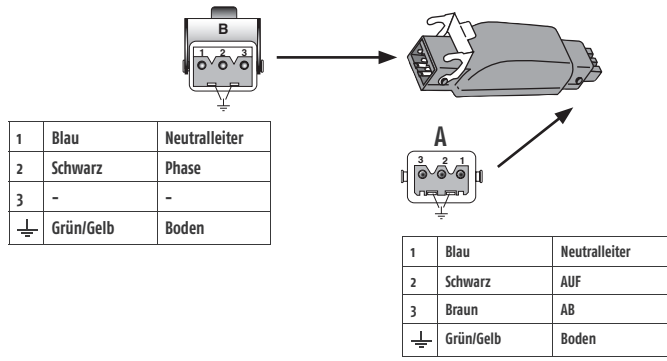 B
1 2 3
1 Blau Neutralleiter
2 Schwarz Phase
3 - -
Grün/Gelb Boden
A
3 2 1
1 Blau Neutralleiter
2 Schwarz AUF
3 Braun AB
Grün/Gelb Boden